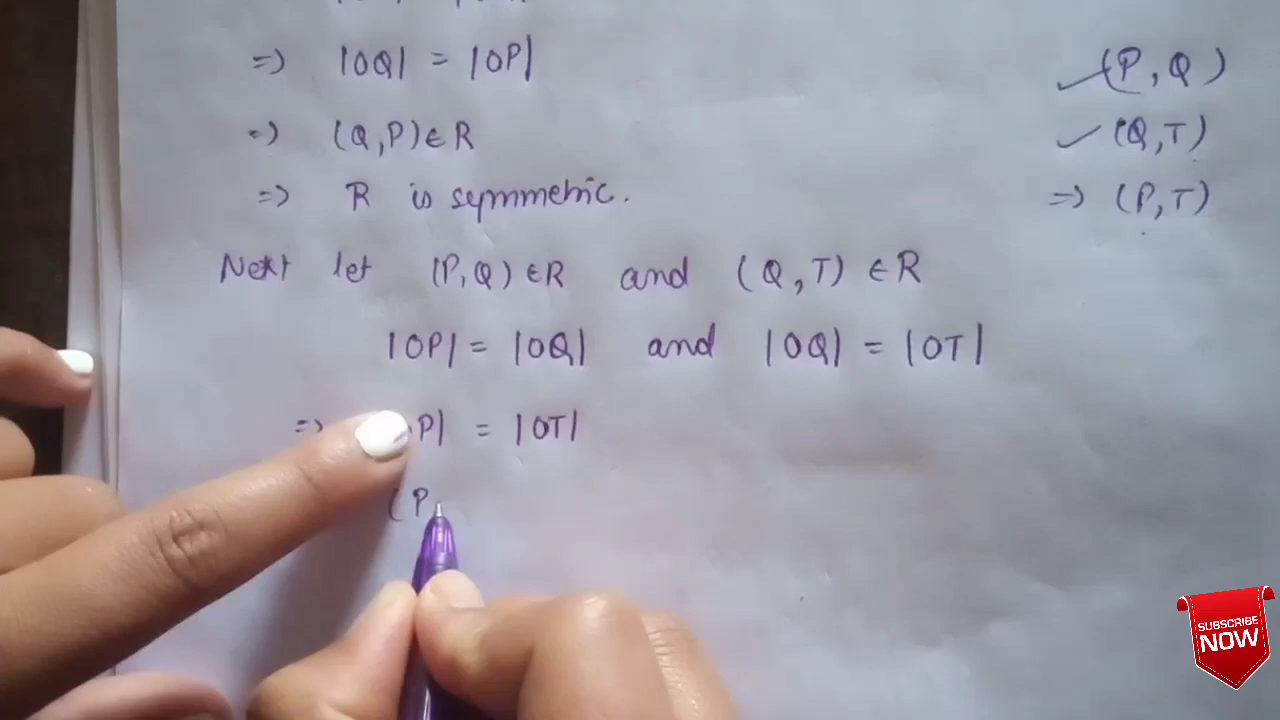 => |OQ| = |OP|
=> (Q,P) ∈ R
=> R is symmetric.
(P, Q)
(Q,T)
=> (P,T)
Next let (P,Q) ∈ R and (Q,T) ∈ R
|OP| = |OQ| and |OQ| = |OT|
=> P| = |OT|
(P
SUBSCRIBE
NOW